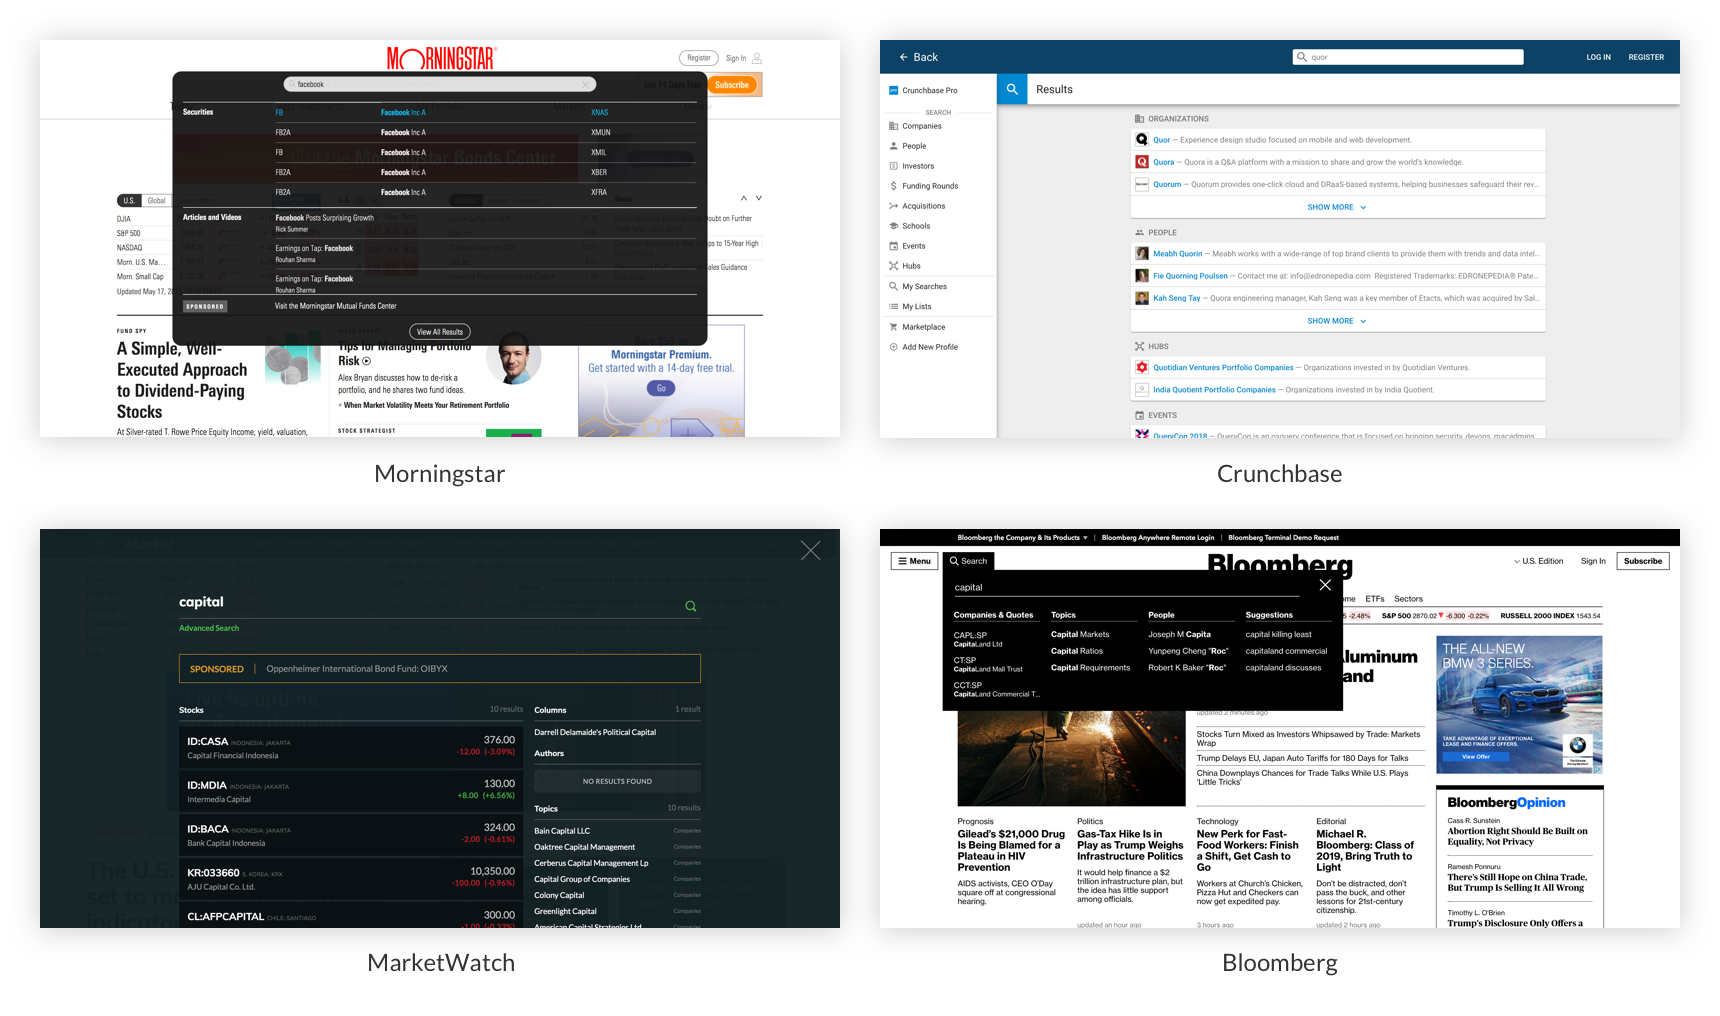 MORNINGSTAR
Register Sign In
facebook
Get 14-Days Free Subscribe
Securities FB Facebook Inc A XNAS
FB2A Facebook Inc A XMUN
FB Facebook Inc A XMIL
FB2A Facebook Inc A XBER
FB2A Facebook Inc A XFRA
Visit the Morningstar Bonds Center
U.S. Global
DJIA
S&P 500
NASDAQ
Morn. U.S. Ma...
Morn. Small Cap
Updated May 17,
Articles and Videos
Facebook Posts Surprising Growth
Rick Summer
Earnings on Tap: Facebook
Rouhan Sharma
Earnings on Tap: Facebook
Rouhan Sharma
SPONSORED Visit the Morningstar Mutual Funds Center
View All Results
FUND SPY
A Simple, Well-
Executed Approach
to Dividend-Paying
Stocks
At Silver-rated T. Rowe Price Equity Income, yield, valuation,
Tips for Managing Portfolio
Risk
Alex Bryan discusses how to de-risk a
portfolio, and he shares two fund ideas.
When Market Volatility Meets Your Retirement Portfolio
STOCK STRATEGIST
Morningstar Premium.
Get started with a 14-day free trial.
Go
Morningstar
Back
quor
LOG IN REGISTER
Crunchbase Pro
SEARCH
Companies
People
Investors
Funding Rounds
Acquisitions
Schools
Events
Hubs
My Searches
My Lists
Marketplace
Add New Profile
Results
ORGANIZATIONS
Quor — Experience design studio focused on mobile and web development.
Quora — Quora is a Q&A platform with a mission to share and grow the world's knowledge.
Quorum — Quorum provides one-click cloud and DRaaS-based systems, helping businesses safeguard their rev...
SHOW MORE
PEOPLE
Meabh Quorin — Meabh works with a wide-range of top brand clients to provide them with trends and data intel...
Fie Quorning Poulsen — Contact me at: info@edronepedia.com Registered Trademarks: EDRONEPEDIA® Pate...
Kah Seng Tay — Quora engineering manager, Kah Seng was a key member of Etacts, which was acquired by Sal...
SHOW MORE
HUBS
Quotidian Ventures Portfolio Companies — Organizations invested in by Quotidian Ventures.
India Quotient Portfolio Companies — Organizations invested in by India Quotient.
EVENTS
QueryCon 2018 — QueryCon is an osquery conference that is focused on bringing security, devops, macadmins
Crunchbase
capital
Advanced Search
SPONSORED | Oppenheimer International Bond Fund: OIBYX
Stocks 10 results
ID:CASA INDONESIA: JAKARTA 376.00
Capital Financial Indonesia -12.00 (-3.09%)
ID:MDIA INDONESIA: JAKARTA 130.00
Intermedia Capital +8.00 (+6.56%)
ID:BACA INDONESIA: JAKARTA 324.00
Bank Capital Indonesia -2.00 (-0.61%)
KR:033660 S. KOREA: KRX 10,350.00
AJU Capital Co. Ltd. -100.00 (-0.96%)
CL:AFPCAPITAL CHILE: SANTIAGO 300.00
-1.00 (-0.33%)
Columns 1 result
Darrell Delamaide's Political Capital
Authors
NO RESULTS FOUND
Topics 10 results
Bain Capital LLC Companies
Oaktree Capital Management Companies
Cerberus Capital Management Lp Companies
Capital Group of Companies Companies
Colony Capital Companies
Greenlight Capital Companies
American Capital Strategies Ltd Companies
MarketWatch
Bloomberg the Company & Its Products | Bloomberg Anywhere Remote Login | Bloomberg Terminal Demo Request
Menu Search Bloomberg U.S. Edition Sign In Subscribe
capital
ETFs Sectors
-2.48% S&P 500 2870.02 -6.300 -0.22% RUSSELL 2000 INDEX 1543.54
Companies & Quotes
CAPL:SP
CapitaLand Ltd
CT:SP
CapitaLand Mall Trust
CCT:SP
CapitaLand Commercial T...
Topics
Capital Markets
Capital Ratios
Capital Requirements
People
Joseph M Capita
Yunpeng Cheng "Roc"
Robert K Baker "Roc"
Suggestions
capital killing least
capitaland commercial
capitaland discusses
updated 2 minutes ago
Stocks Turn Mixed as Investors Whipsawed by Trade: Markets
Wrap
Trump Delays EU, Japan Auto Tariffs for 180 Days for Talks
China Downplays Chances for Trade Talks While U.S. Plays
'Little Tricks'
THE ALL-NEW
BMW 3 SERIES.
TAKE ADVANTAGE OF EXCEPTIONAL
LEASE AND FINANCE OFFERS.
View Offer
Prognosis
Gilead's $21,000 Drug
Is Being Blamed for a
Plateau in HIV
Prevention
AIDS activists, CEO O'Day
square off at congressional
hearing.
Politics
Gas-Tax Hike Is in
Play as Trump Weighs
Infrastructure Politics
It would help finance a $2
trillion infrastructure plan, but
the idea has little support
among officials.
updated an hour ago
Technology
New Perk for Fast-
Food Workers: Finish
a Shift, Get Cash to
Go
Workers at Church's Chicken,
Pizza Hut and Checkers can
now get expedited pay.
3 hours ago
Editorial
Michael R.
Bloomberg: Class of
2019, Bring Truth to
Light
Don't be distracted, don't
pass the buck, and other
lessons for 21st-century
citizenship.
updated 2 hours ago
BloombergOpinion
Cass R. Sunstein
Abortion Right Should Be Built on
Equality, Not Privacy
Ramesh Ponnuru
There's Still Hope on China Trade,
But Trump Is Selling It All Wrong
Timothy L. O'Brien
Trump's Disclosure Only Offers a
Bloomberg